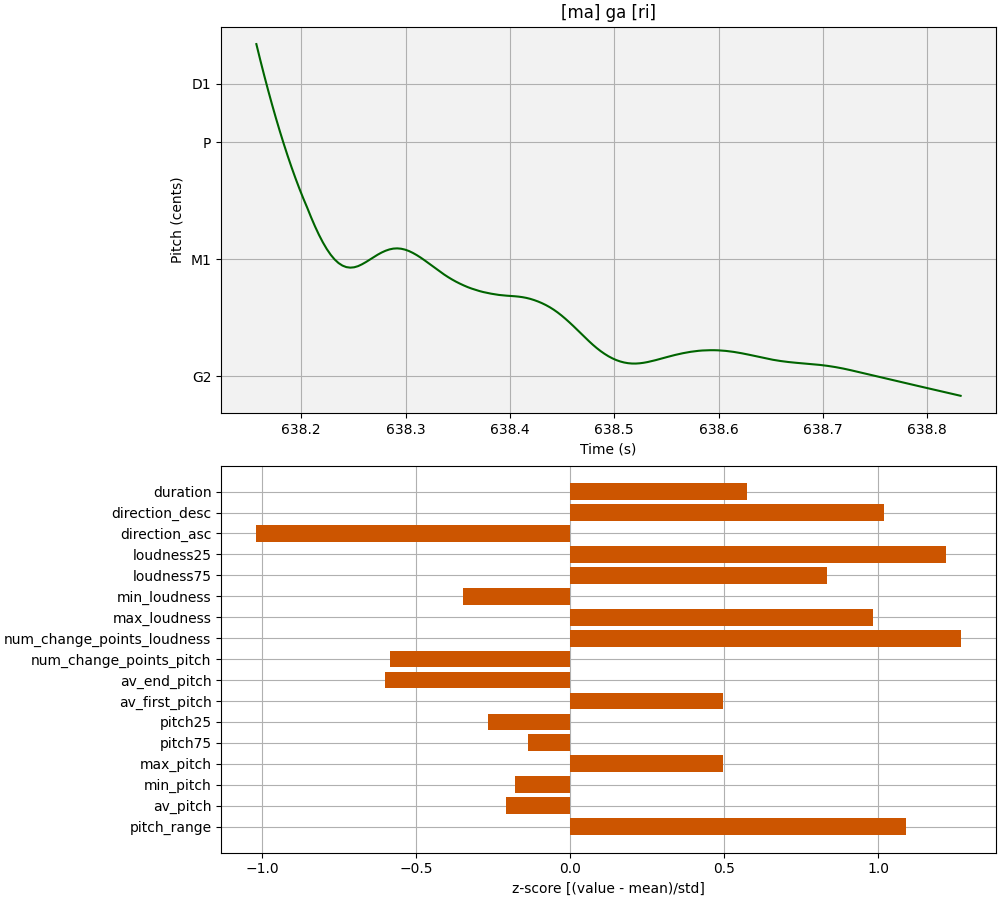 [ma] ga [ri]
D1
P
M1
G2
Pitch (cents)
638.2 638.3 638.4 638.5 638.6 638.7 638.8
Time (s)
duration
direction_desc
direction_asc
loudness25
loudness75
min_loudness
max_loudness
num_change_points_loudness
num_change_points_pitch
av_end_pitch
av_first_pitch
pitch25
pitch75
max_pitch
min_pitch
av_pitch
pitch_range
−1.0 −0.5 0.0 0.5 1.0
z-score [(value - mean)/std]